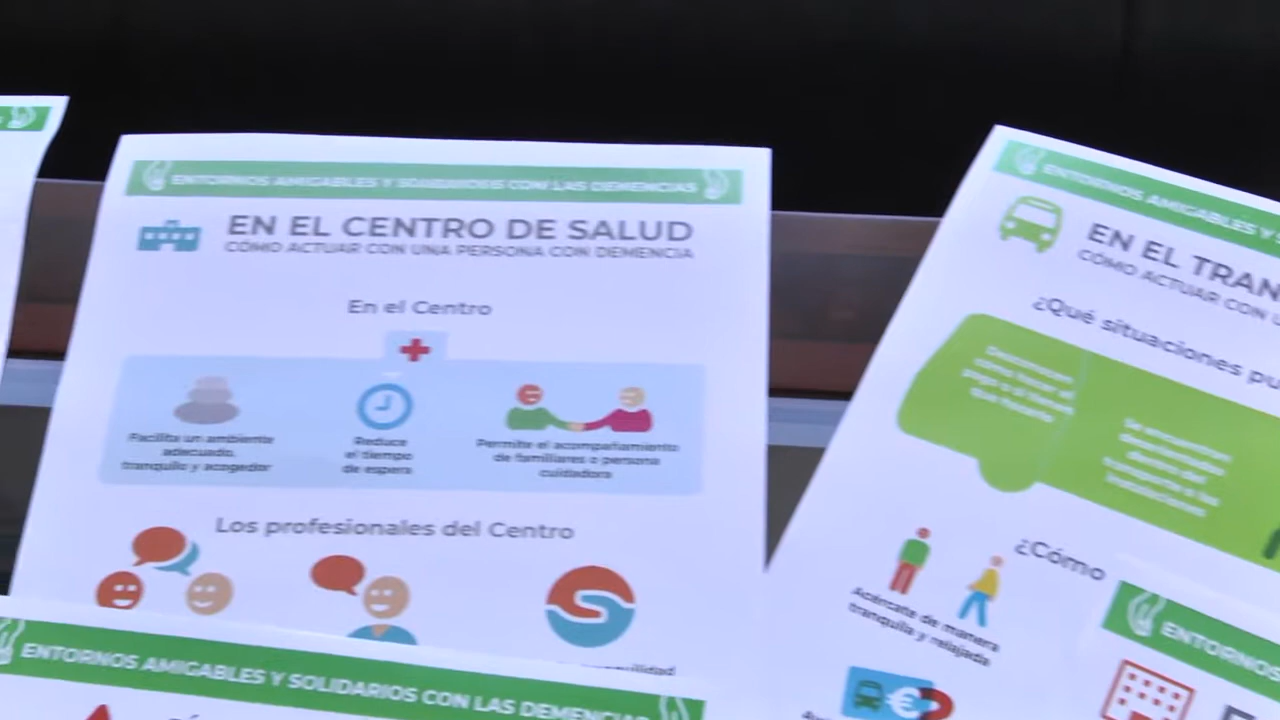 ENTORNOS AMIGABLES Y SOLIDARIOS CON LAS DEMENCIAS
EN EL CENTRO DE SALUD
CÓMO ACTUAR CON UNA PERSONA CON DEMENCIA
En el Centro
Facilita un ambiente
adecuado,
tranquilo y acogedor
Reduce
el tiempo
de espera
Permite el acompañamiento
de familiares o persona
cuidadora
Los profesionales del Centro
ENTORNOS AMIGABLES Y SOLIDARIOS CON LAS DEMENCIAS
ENTORNOS AMIGABLES Y
EN EL TRAN
CÓMO ACTUAR CON
¿Qué situaciones pu
¿Cómo
Acércate de manera
tranquila y relajada
ENTORNOS